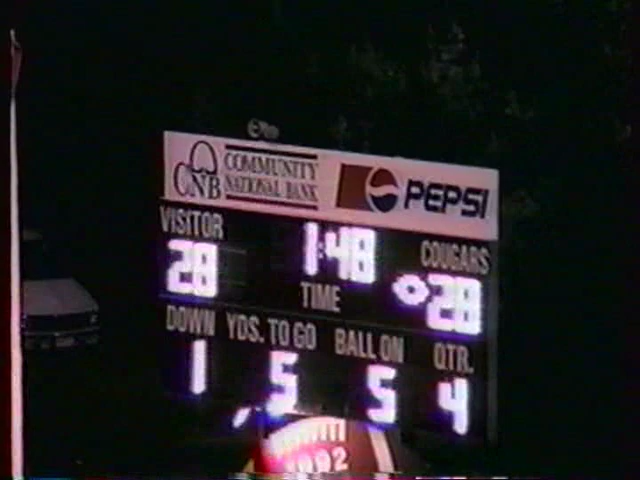 CNB COMMUNITY NATIONAL BANK PEPSI
VISITOR 1:48 COUGARS
28 TIME 28
DOWN YDS. TO GO BALL ON QTR.
1 5 5 4
1992